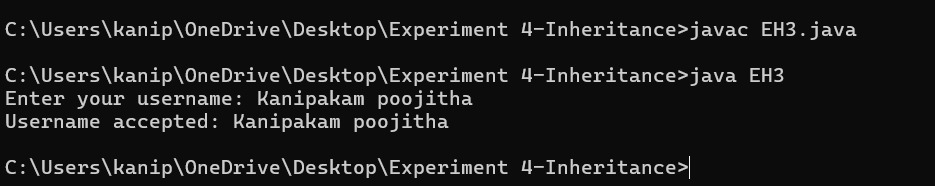 C:\Users\kanip\OneDrive\Desktop\Experiment 4-Inheritance>javac EH3.java
C:\Users\kanip\OneDrive\Desktop\Experiment 4-Inheritance>java EH3
Enter your username: Kanipakam poojitha
Username accepted: Kanipakam poojitha
C:\Users\kanip\OneDrive\Desktop\Experiment 4-Inheritance>